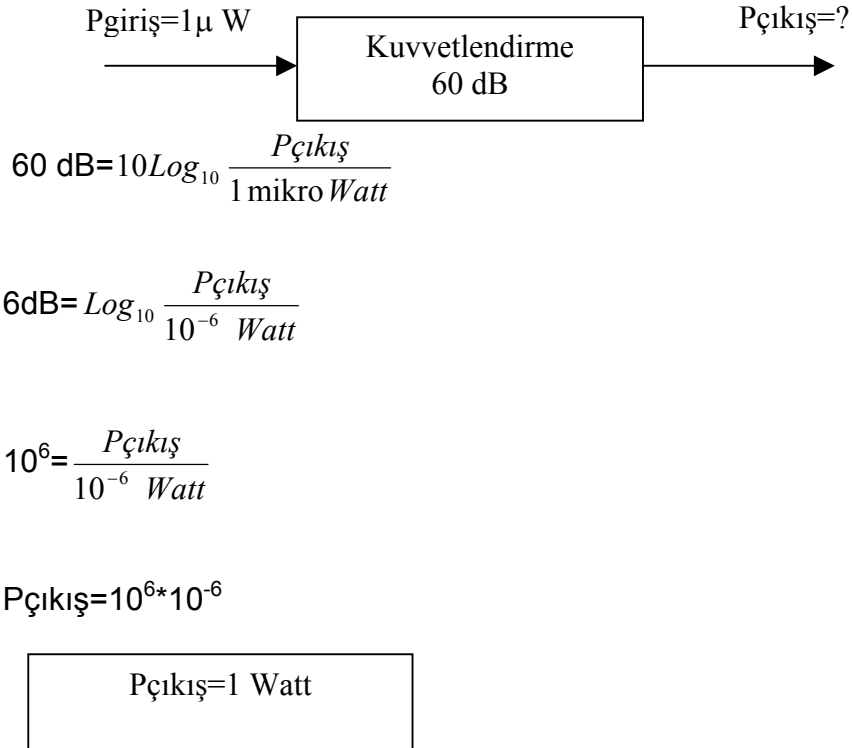 Pgiriş=1μ W Pçıkış=?
Kuvvetlendirme
60 dB
60 dB=10Log₁₀ Pçıkış / 1 mikro Watt
6dB= Log₁₀ Pçıkış / 10⁻⁶ Watt
10⁶= Pçıkış / 10⁻⁶ Watt
Pçıkış=10⁶*10⁻⁶
Pçıkış=1 Watt